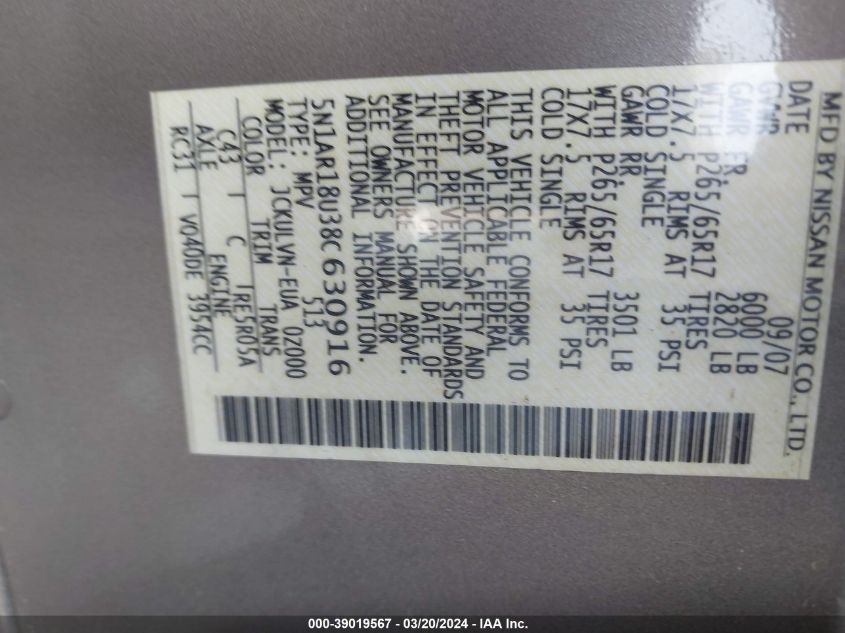 MFD BY NISSAN MOTOR CO., LTD.
DATE 09/07
GVWR 6000 LB
GAWR FR. 2820 LB
WITH P265/65R17 TIRES
17X7.5 RIMS AT 35 PSI
COLD SINGLE
GAWR RR 3501 LB
WITH P265/65R17 TIRES
17X7.5 RIMS AT 35 PSI
COLD SINGLE
THIS VEHICLE CONFORMS TO
ALL APPLICABLE FEDERAL
MOTOR VEHICLE SAFETY AND
THEFT PREVENTION STANDARDS
IN EFFECT ON THE DATE OF
MANUFACTURE SHOWN ABOVE.
SEE OWNERS MANUAL FOR
ADDITIONAL INFORMATION.
5N1AR18U38C630916
TYPE: MPV 513
MODEL: JCKULVN-EUA 0Z000
COLOR TRIM TRANS
C43 I C IRE5R05A
AXLE ENGINE
RC31 I VQ40DE 3954CC
000-39019567 - 03/20/2024 - IAA Inc.